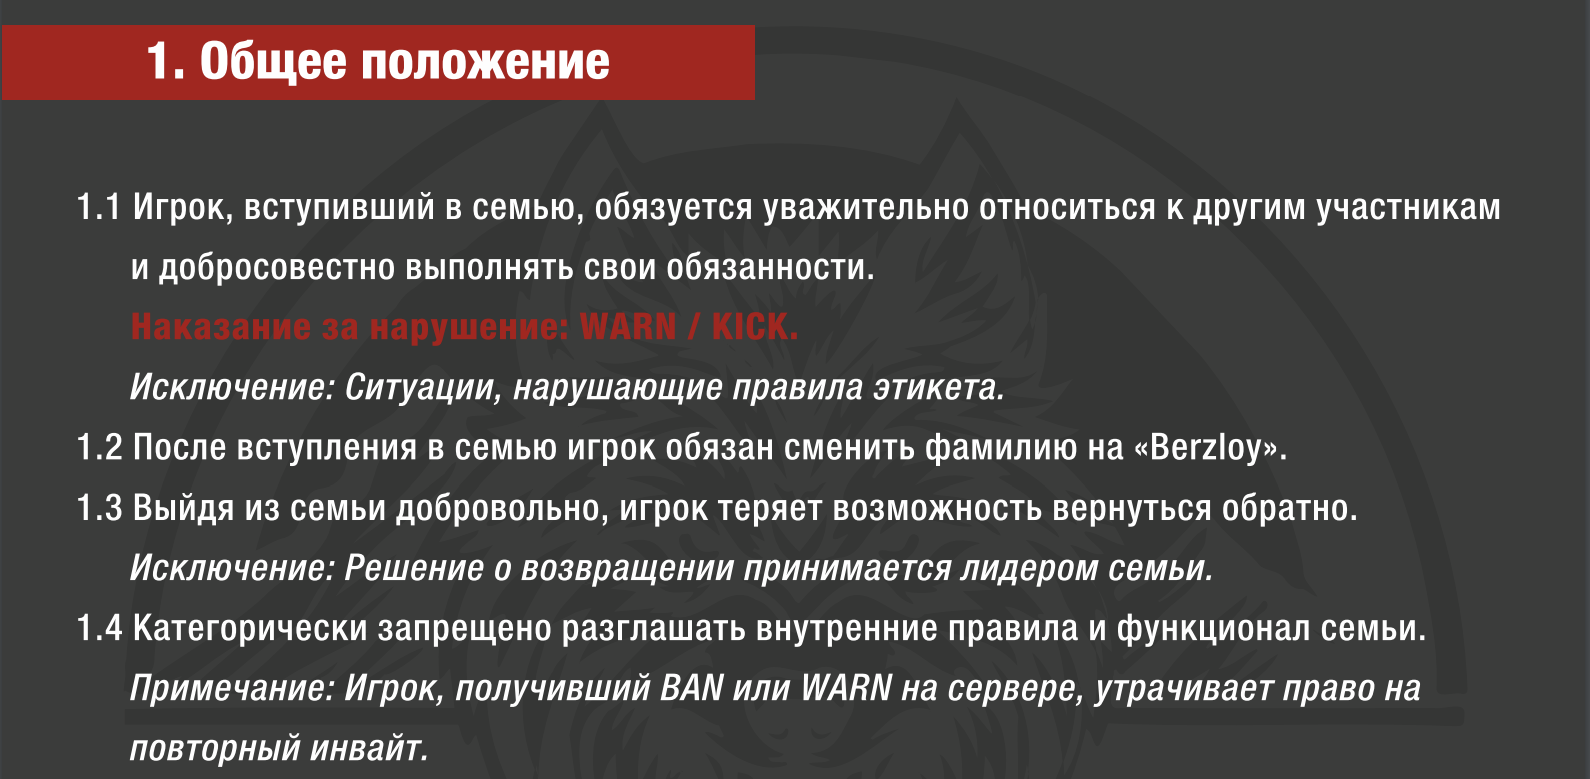 1. Общее положение
1.1 Игрок, вступивший в семью, обязуется уважительно относиться к другим участникам
и добросовестно выполнять свои обязанности.
Наказание за нарушение: WARN / KICK.
Исключение: Ситуации, нарушающие правила этикета.
1.2 После вступления в семью игрок обязан сменить фамилию на «Berzloy».
1.3 Выйдя из семьи добровольно, игрок теряет возможность вернуться обратно.
Исключение: Решение о возвращении принимается лидером семьи.
1.4 Категорически запрещено разглашать внутренние правила и функционал семьи.
Примечание: Игрок, получивший BAN или WARN на сервере, утрачивает право на
повторный инвайт.